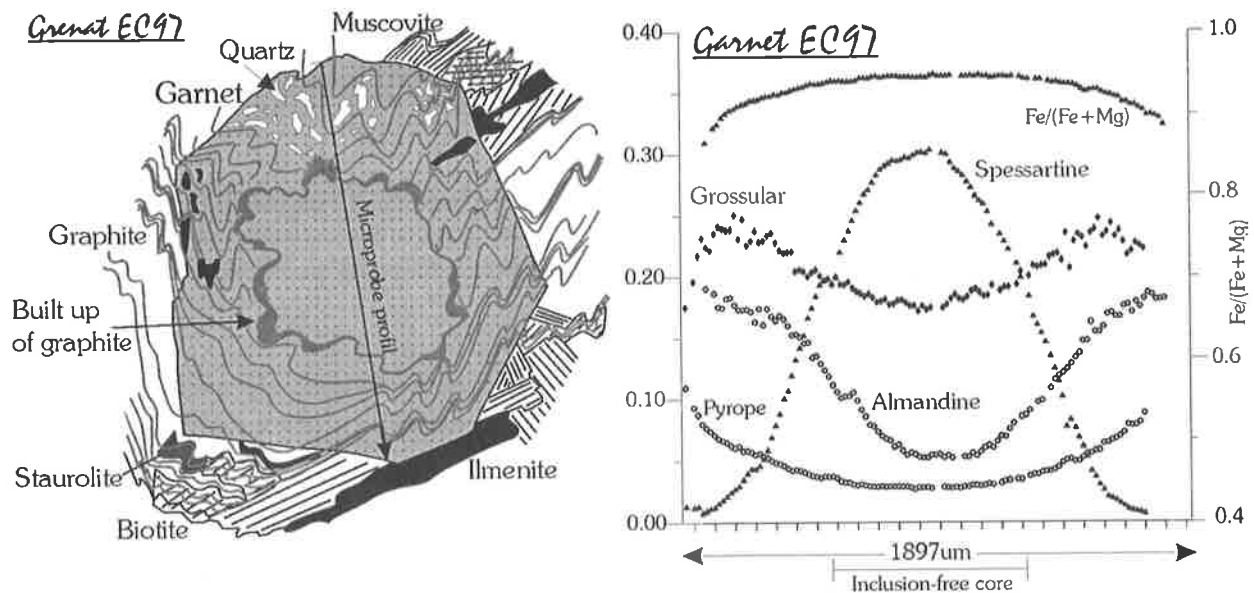 Grenat EC97
Muscovite
Quartz
Garnet
Graphite
Built up
of graphite
Microprobe profil
Staurolite
Biotite
Ilmenite
Garnet EC97
0.40
0.30
0.20
0.10
0.00
1.0
0.8
0.6
0.4
Fe/(Fe+Mg)
Fe/(Fe+Mg)
Spessartine
Grossular
Almandine
Pyrope
1897um
Inclusion-free core